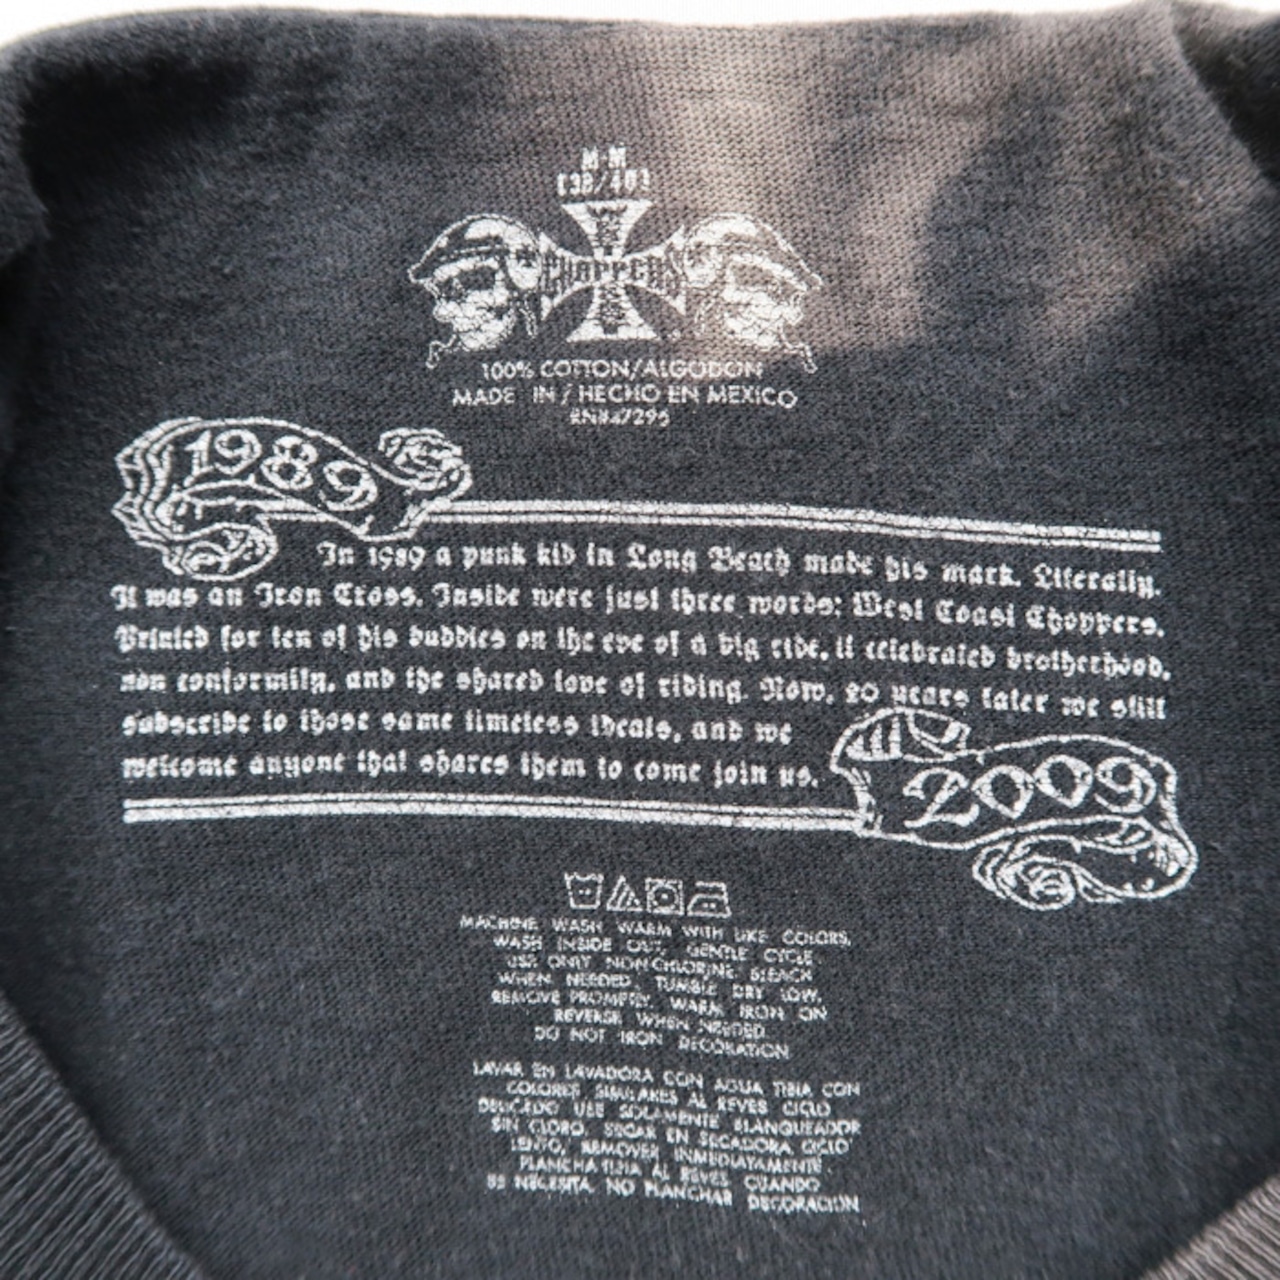 M-M
(38/40)
CHOPPERS
100% COTTON/ALGODON
MADE IN / HECHO EN MEXICO
RN#47295
1989
In 1989 a punk kid in Long Beach made his mark. Literally.
It was an Iron Cross. Inside were just three words: West Coast Choppers.
Printed for ten of his buddies on the eve of a big ride, it celebrated brotherhood,
non conformity, and the shared love of riding. Now, 20 years later we still
subscribe to those same timeless ideals, and we
welcome anyone that shares them to come join us.
2009
MACHINE WASH WARM WITH LIKE COLORS,
WASH INSIDE OUT, GENTLE CYCLE
USE ONLY NON-CHLORINE BLEACH
WHEN NEEDED. TUMBLE DRY LOW.
REMOVE PROMPTLY. WARM IRON ON
REVERSE WHEN NEEDED.
DO NOT IRON DECORATION
LAVAR EN LAVADORA CON AGUA TIBIA CON
COLORES SIMILARES AL REVES CICLO
DELICADO USE SOLAMENTE BLANQUEADOR
SIN CLORO. SECAR EN SECADORA CICLO
LENTO, REMOVER INMEDIATAMENTE
PLANCHA TIBIA AL REVES CUANDO
SE NECESITA. NO PLANCHAR DECORACION